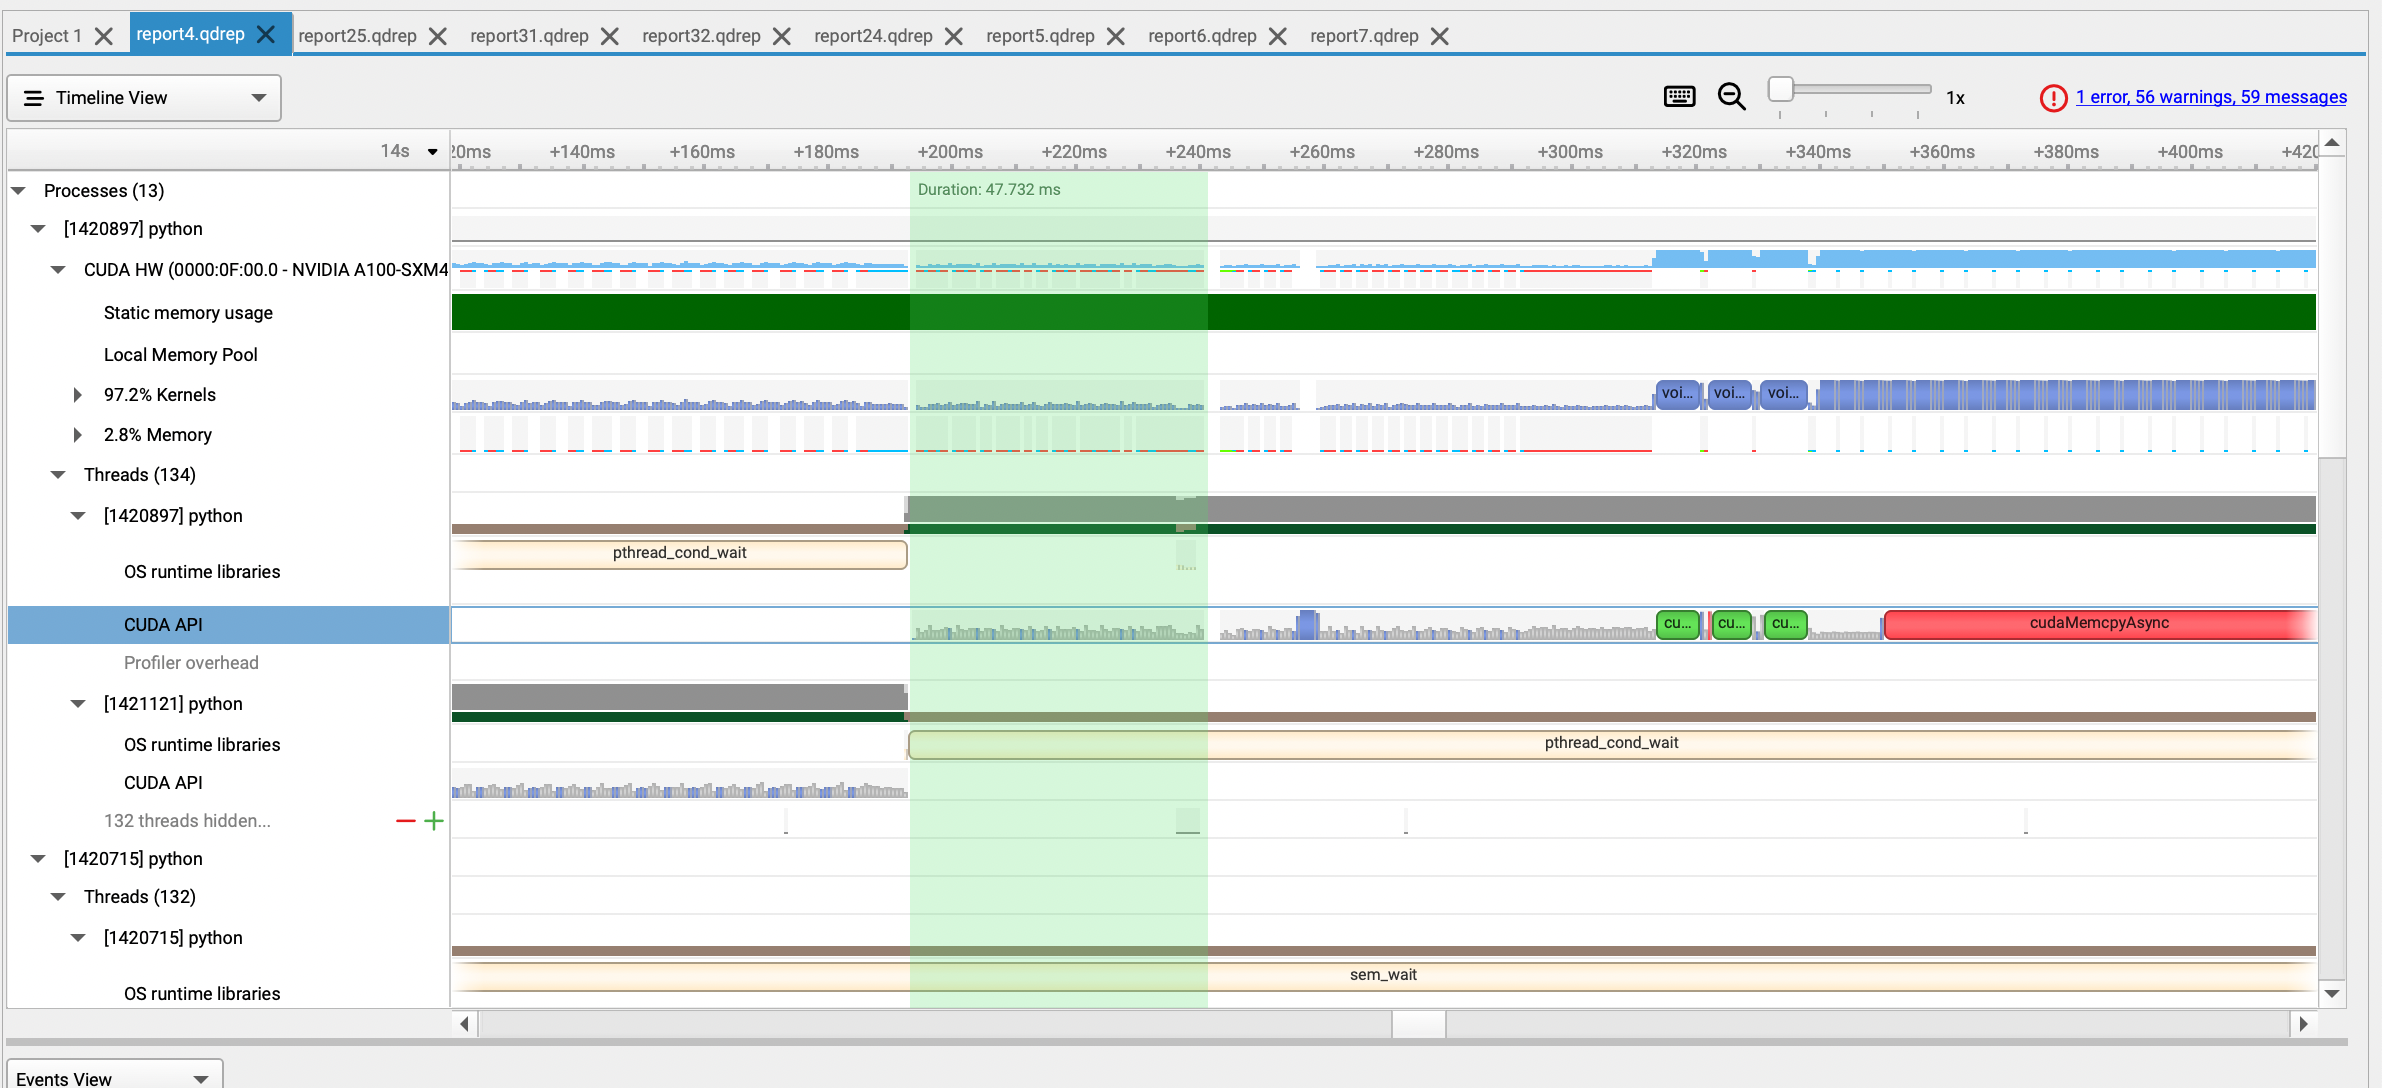 Project 1 report4.qdrep report25.qdrep report31.qdrep report32.qdrep report24.qdrep report5.qdrep report6.qdrep report7.qdrep
Timeline View
1x
1 error, 56 warnings, 59 messages
14s
20ms +140ms +160ms +180ms +200ms +220ms +240ms +260ms +280ms +300ms +320ms +340ms +360ms +380ms +400ms +420
Processes (13)
Duration: 47.732 ms
[1420897] python
CUDA HW (0000:0F:00.0 - NVIDIA A100-SXM4
Static memory usage
Local Memory Pool
97.2% Kernels
voi... voi... voi...
2.8% Memory
Threads (134)
[1420897] python
pthread_cond_wait
OS runtime libraries
CUDA API
cu... cu... cu... cudaMemcpyAsync
Profiler overhead
[1421121] python
OS runtime libraries
pthread_cond_wait
CUDA API
132 threads hidden...
[1420715] python
Threads (132)
[1420715] python
sem_wait
OS runtime libraries
Events View